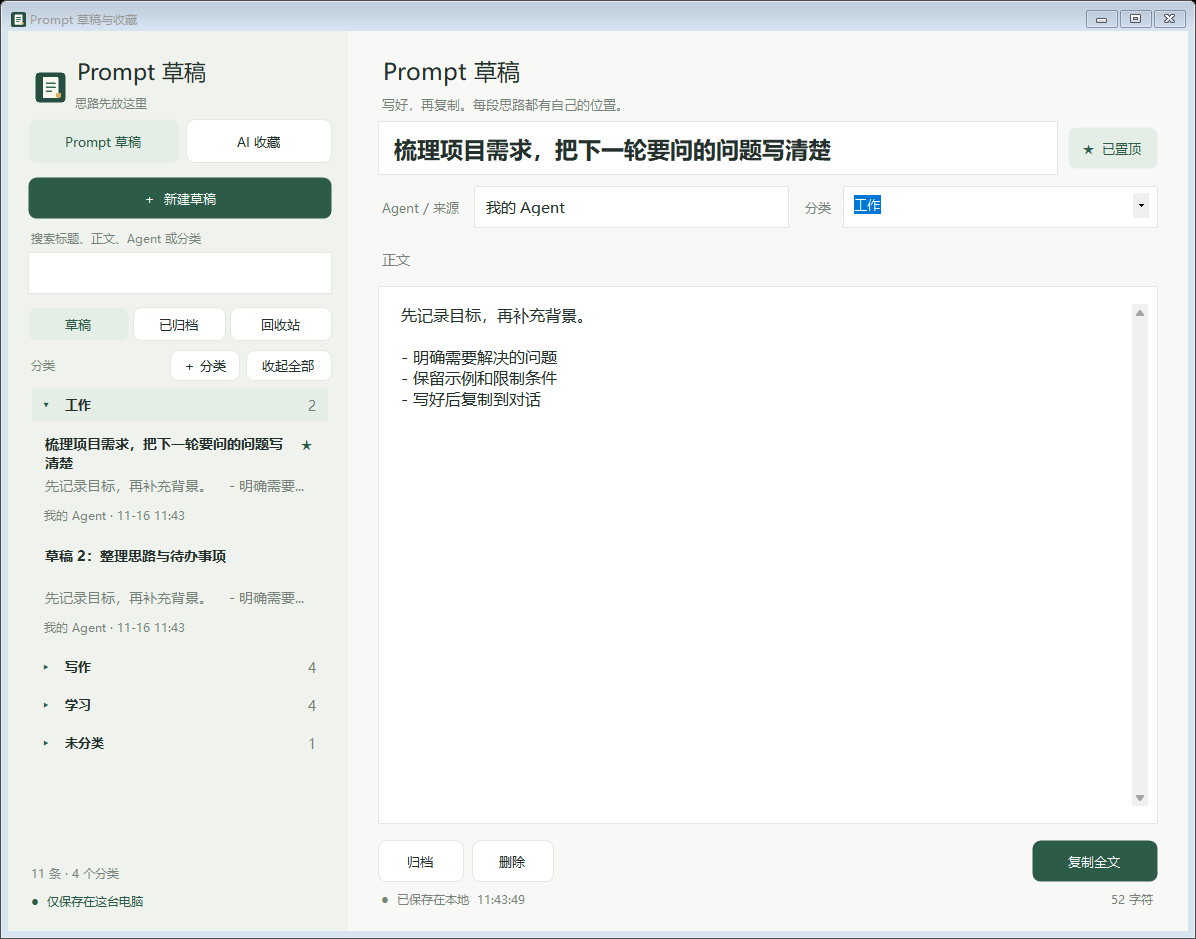 Prompt 草稿与收藏
Prompt 草稿
思路先放这里
Prompt 草稿
AI 收藏
+ 新建草稿
搜索标题、正文、Agent 或分类
草稿
已归档
回收站
分类
+ 分类
收起全部
工作 2
梳理项目需求，把下一轮要问的问题写 ★
清楚
先记录目标，再补充背景。 - 明确需要...
我的 Agent · 11-16 11:43
草稿 2：整理思路与待办事项
先记录目标，再补充背景。 - 明确需要...
我的 Agent · 11-16 11:43
写作 4
学习 4
未分类 1
11 条 · 4 个分类
● 仅保存在这台电脑
Prompt 草稿
写好，再复制。每段思路都有自己的位置。
梳理项目需求，把下一轮要问的问题写清楚
★ 已置顶
Agent / 来源
我的 Agent
分类
工作
正文
先记录目标，再补充背景。
- 明确需要解决的问题
- 保留示例和限制条件
- 写好后复制到对话
归档
删除
复制全文
● 已保存在本地 11:43:49
52 字符